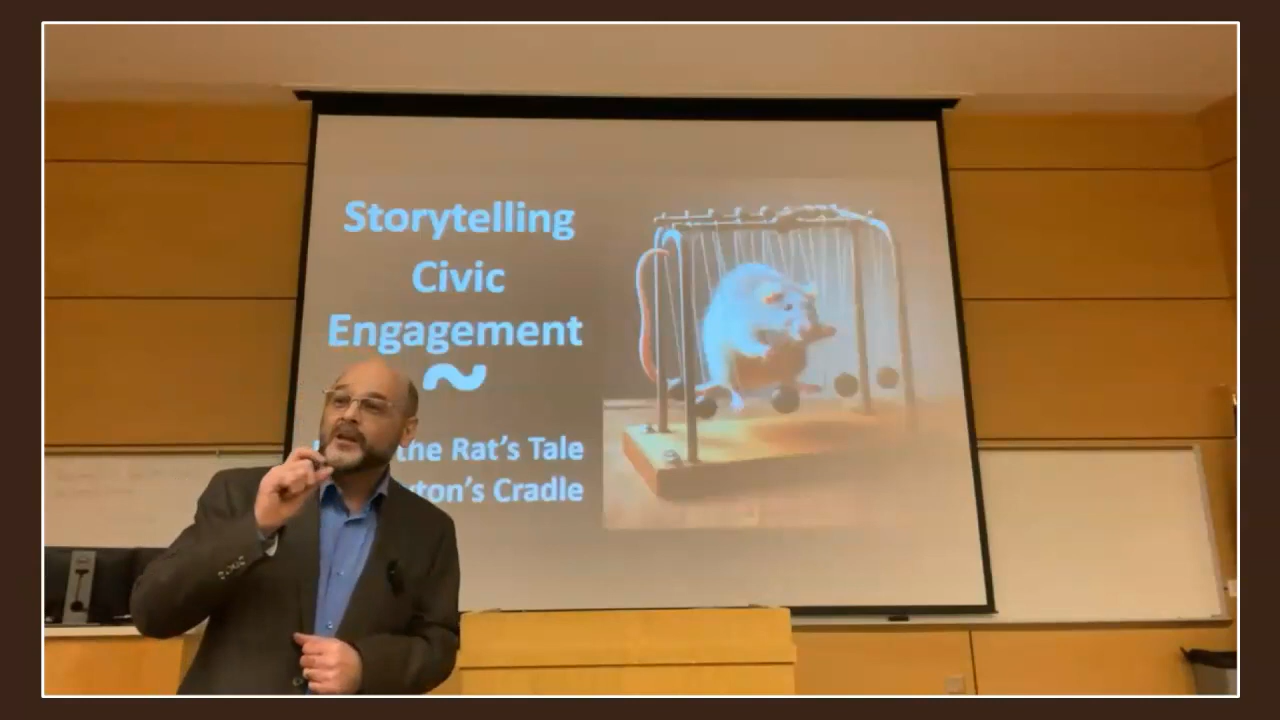 Storytelling
Civic
Engagement
~
the Rat's Tale
Cradle